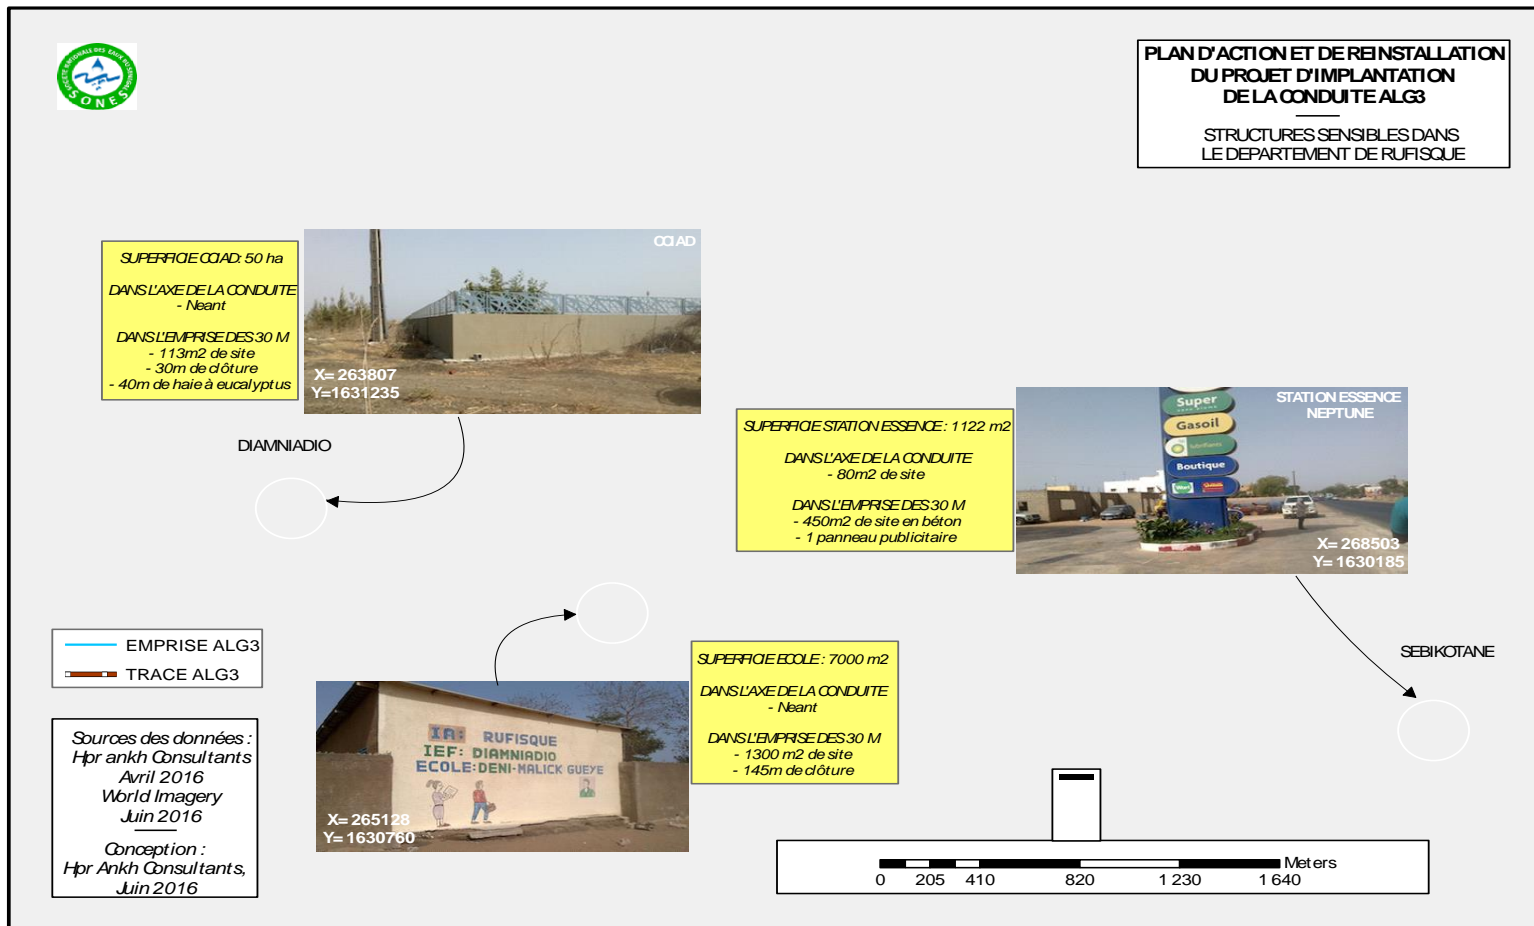 SOCIETE NATIONALE DES EAUX DU SENEGAL
SONES
PLAN D'ACTION ET DE REINSTALLATION
DU PROJET D'IMPLANTATION
DE LA CONDUITE ALG3
STRUCTURES SENSIBLES DANS
LE DEPARTEMENT DE RUFISQUE
SUPERFICIE CCIAD: 50 ha
DANS L'AXE DE LA CONDUITE
- Neant
DANS L'EMPRISE DES 30 M
- 113m2 de site
- 30m de clôture
- 40m de haie à eucalyptus
CCIAD
X= 263807
Y=1631235
DIAMNIADIO
SUPERFICIE STATION ESSENCE : 1122 m2
DANS L'AXE DE LA CONDUITE
- 80m2 de site
DANS L'EMPRISE DES 30 M
- 450m2 de site en béton
- 1 panneau publicitaire
STATION ESSENCE
NEPTUNE
Super
Gasoil
Boutique
X= 268503
Y= 1630185
SEBIKOTANE
EMPRISE ALG3
TRACE ALG3
IA: RUFISQUE
IEF: DIAMNIADIO
ECOLE: DENI-MALICK GUEYE
X= 265128
Y= 1630760
SUPERFICIE ECOLE : 7000 m2
DANS L'AXE DE LA CONDUITE
- Neant
DANS L'EMPRISE DES 30 M
- 1300 m2 de site
- 145m de clôture
Sources des données :
Hpr ankh Consultants
Avril 2016
World Imagery
Juin 2016
Conception :
Hpr Ankh Consultants,
Juin 2016
Meters
0 205 410 820 1 230 1 640